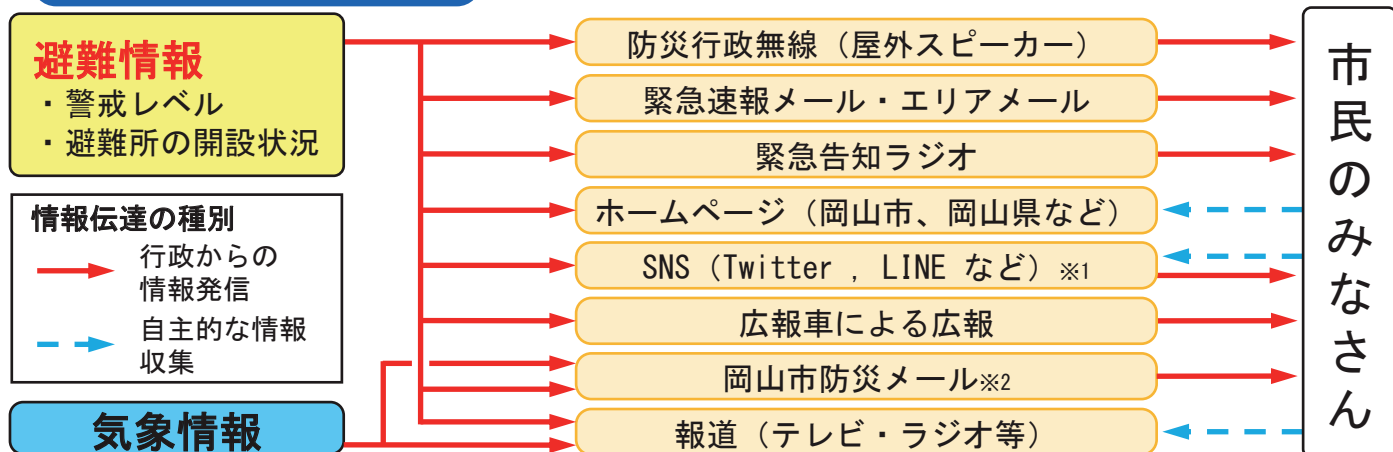 避難情報
・警戒レベル
・避難所の開設状況
情報伝達の種別
行政からの
情報発信
自主的な情報
収集
気象情報
防災行政無線（屋外スピーカー）
緊急速報メール・エリアメール
緊急告知ラジオ
ホームページ（岡山市、岡山県など）
SNS（Twitter , LINE など）※1
広報車による広報
岡山市防災メール※2
報道（テレビ・ラジオ等）
市民のみなさん